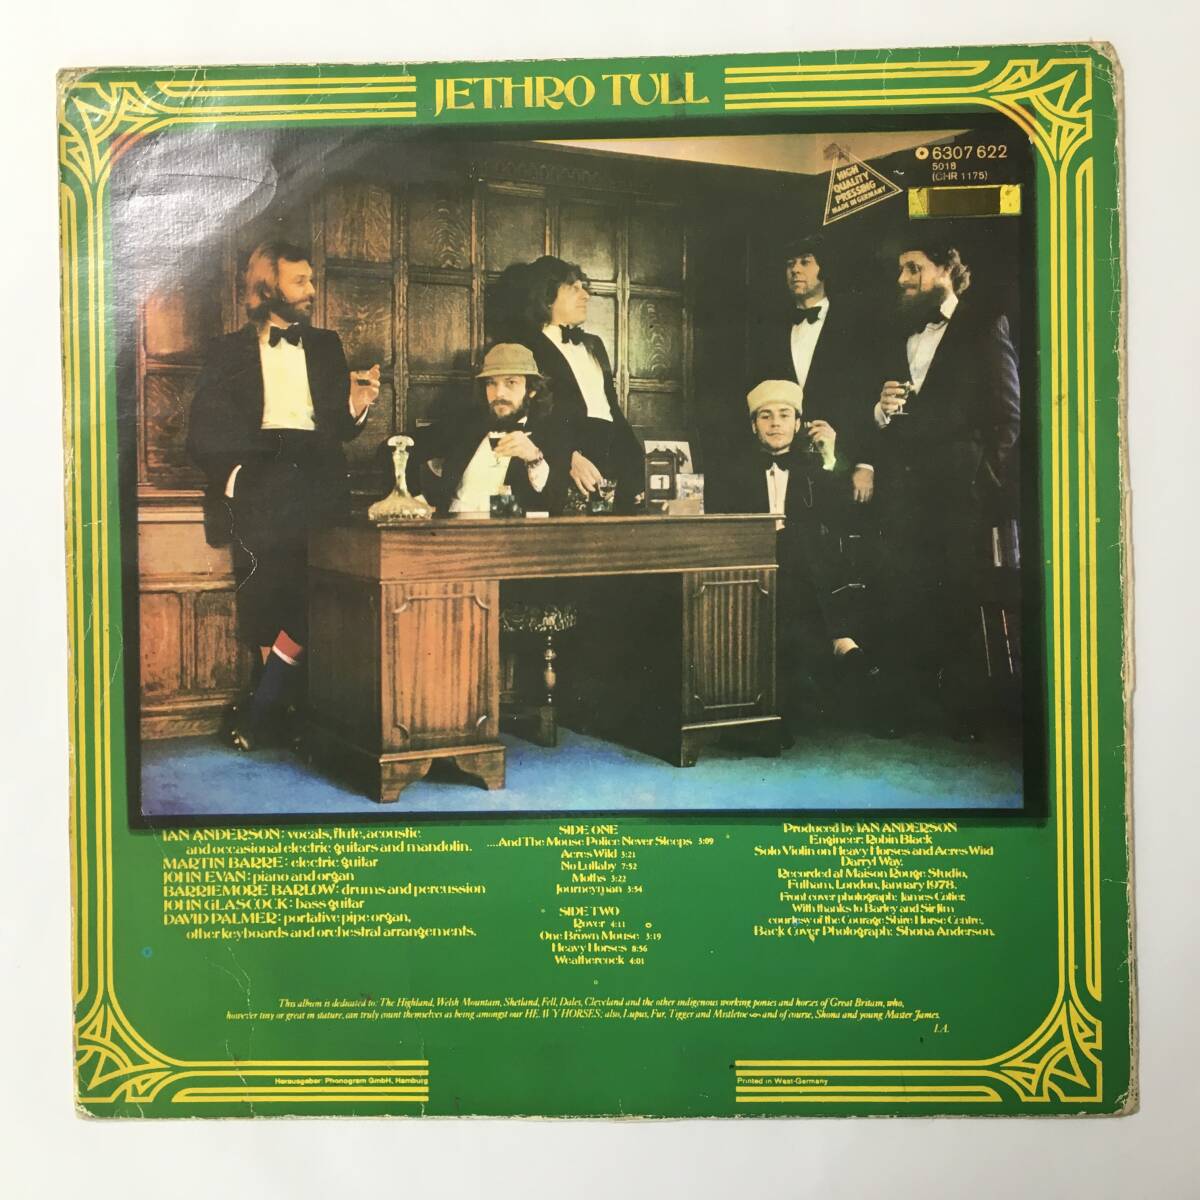 JETHRO TULL
HIGH
QUALITY
PRESSING
MADE IN GERMANY
6307 622
5018
(CHR 1175)
1
IAN ANDERSON: vocals, flute, acoustic
and occasional electric guitars and mandolin.
MARTIN BARRE: electric guitar
JOHN EVAN: piano and organ
BARRIEMORE BARLOW: drums and percussion
JOHN GLASCOCK: bass guitar
DAVID PALMER: portative pipe organ,
other keyboards and orchestral arrangements.
SIDE ONE
....And The Mouse Police Never Sleeps 3:09
Acres Wild 3:21
No Lullaby 7:52
Moths 3:22
Journeyman 3:54
SIDE TWO
Rover 4:11
One Brown Mouse 3:19
Heavy Horses 8:56
Weathercock 4:01
Produced by IAN ANDERSON
Engineer: Robin Black
Solo Violin on Heavy Horses and Acres Wild
Darryl Way.
Recorded at Maison Rouge Studio,
Fulham, London, January 1978.
Front cover photograph: James Cotier.
With thanks to Barley and Sir Jim
courtesy of the Courage Shire Horse Centre.
Back Cover Photograph: Shona Anderson.
This album is dedicated to: The Highland, Welsh Mountain, Shetland, Fell, Dales, Cleveland and the other indigenous working ponies and horses of Great Britain, who,
however tiny or great in stature, can truly count themselves as being amongst our HEAVY HORSES; also, Lupus, Fur, Tigger and Mistletoe and of course, Shona and young Master James.
I.A.
Herausgeber: Phonogram GmbH, Hamburg
Printed in West-Germany